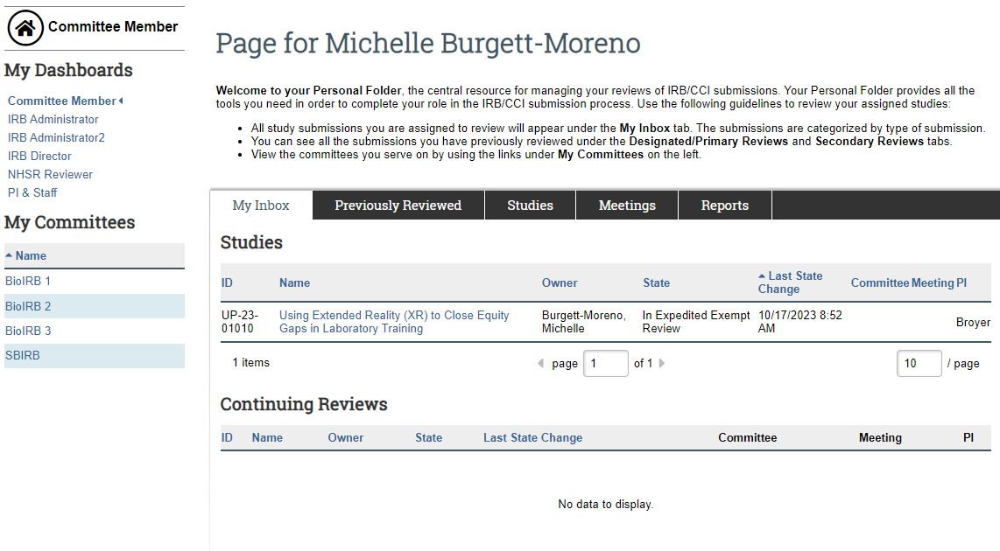 Committee Member
My Dashboards
Committee Member
IRB Administrator
IRB Administrator2
IRB Director
NHSR Reviewer
PI & Staff
My Committees
Name
BioIRB 1
BioIRB 2
BioIRB 3
SBIRB
Page for Michelle Burgett-Moreno
Welcome to your Personal Folder, the central resource for managing your reviews of IRB/CCI submissions. Your Personal Folder provides all the
tools you need in order to complete your role in the IRB/CCI submission process. Use the following guidelines to review your assigned studies:
• All study submissions you are assigned to review will appear under the My Inbox tab. The submissions are categorized by type of submission.
• You can see all the submissions you have previously reviewed under the Designated/Primary Reviews and Secondary Reviews tabs.
• View the committees you serve on by using the links under My Committees on the left.
My Inbox Previously Reviewed Studies Meetings Reports
Studies
ID Name Owner State Last State Change Committee Meeting PI
UP-23-01010 Using Extended Reality (XR) to Close Equity Gaps in Laboratory Training Burgett-Moreno, Michelle In Expedited Exempt Review 10/17/2023 8:52 AM Broyer
1 items page 1 of 1 10 / page
Continuing Reviews
ID Name Owner State Last State Change Committee Meeting PI
No data to display.